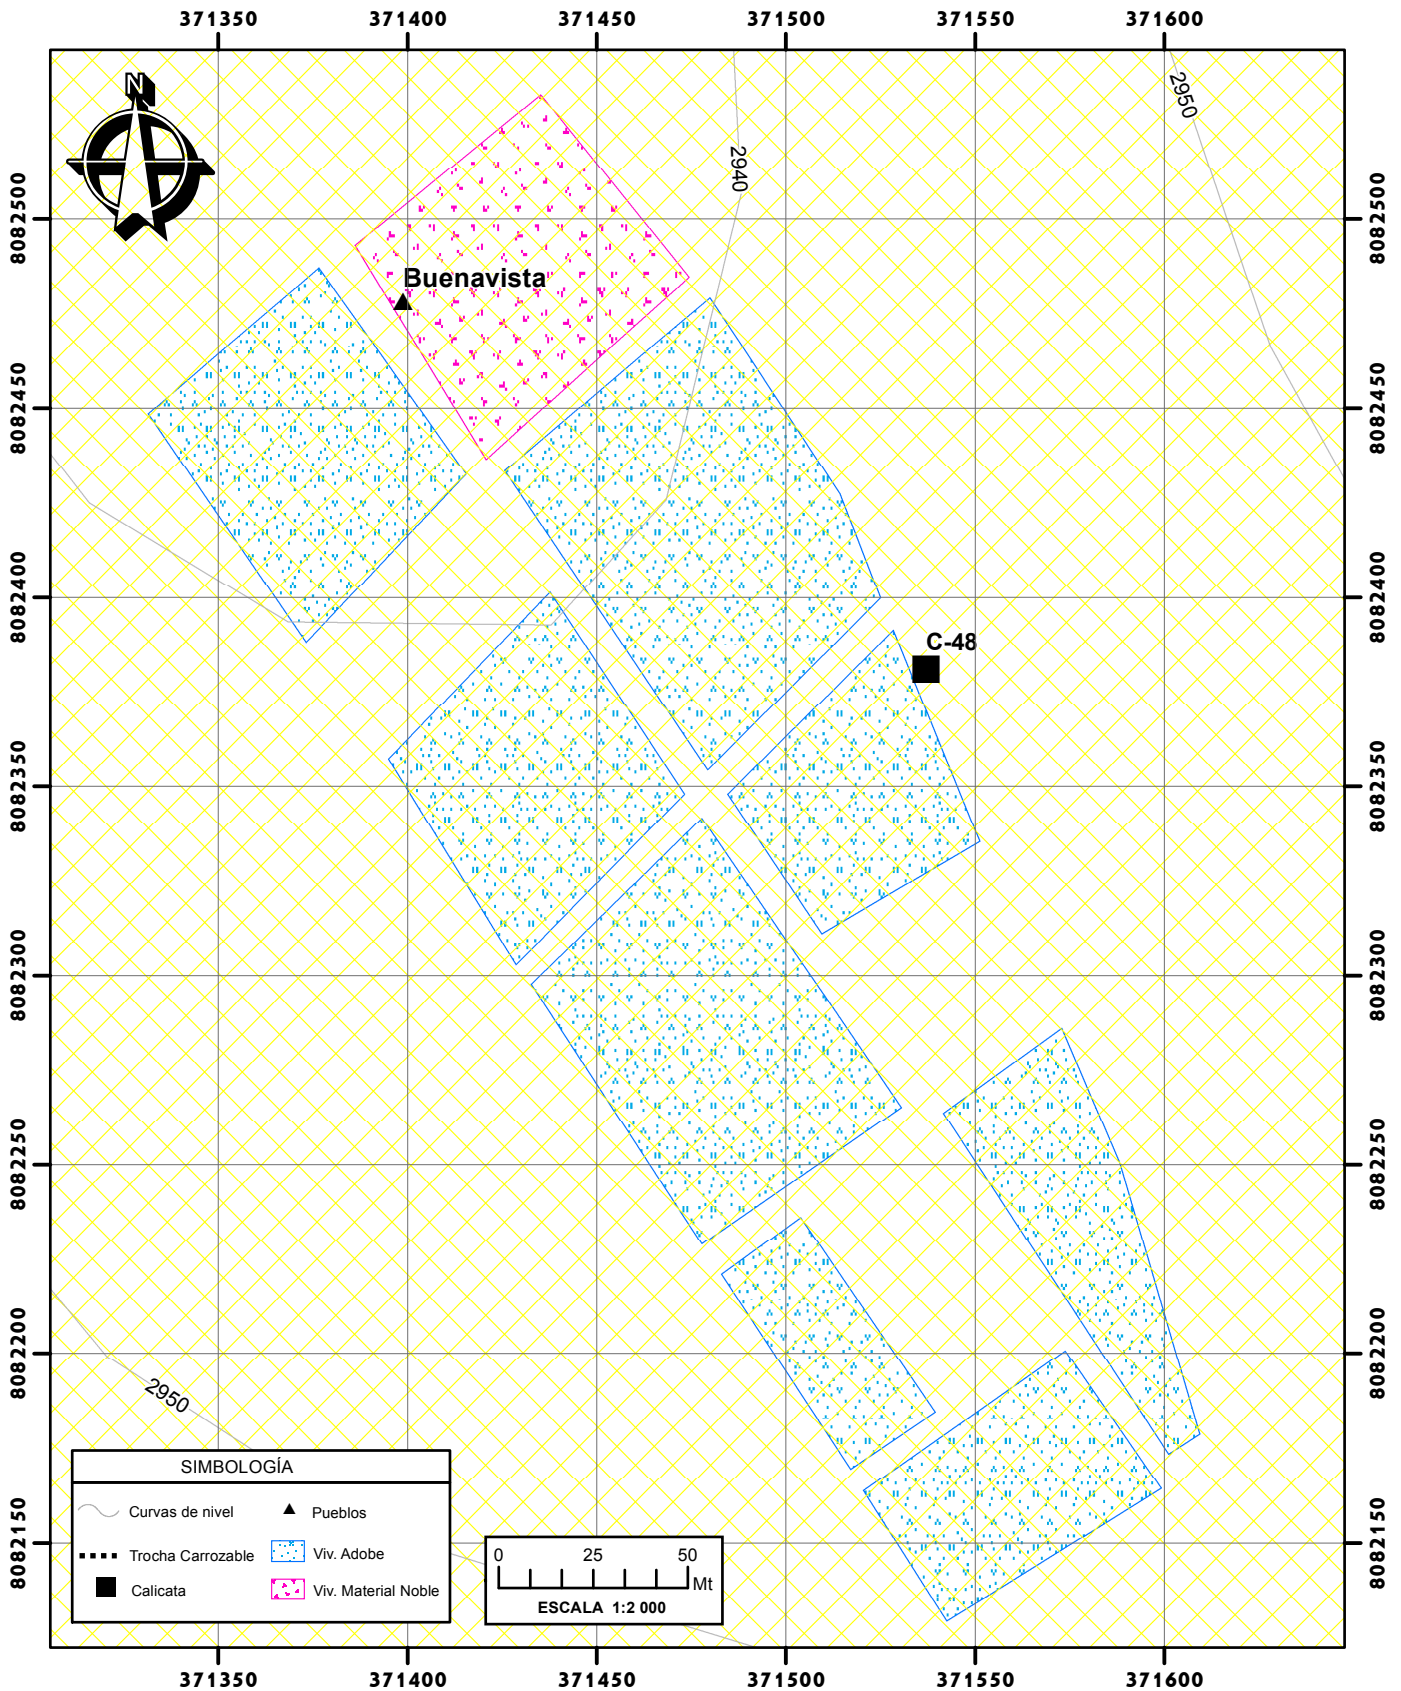 371350 371400 371450 371500 371550 371600
N
2950
2940
8082500 8082500
Buenavista
8082450 8082450
8082400 8082400
C-48
8082350 8082350
8082300 8082300
8082250 8082250
8082200 8082200
2950
SIMBOLOGÍA
Curvas de nivel Pueblos
Trocha Carrozable Viv. Adobe
Calicata Viv. Material Noble
8082150 8082150
0 25 50
Mt
ESCALA 1:2 000
371350 371400 371450 371500 371550 371600